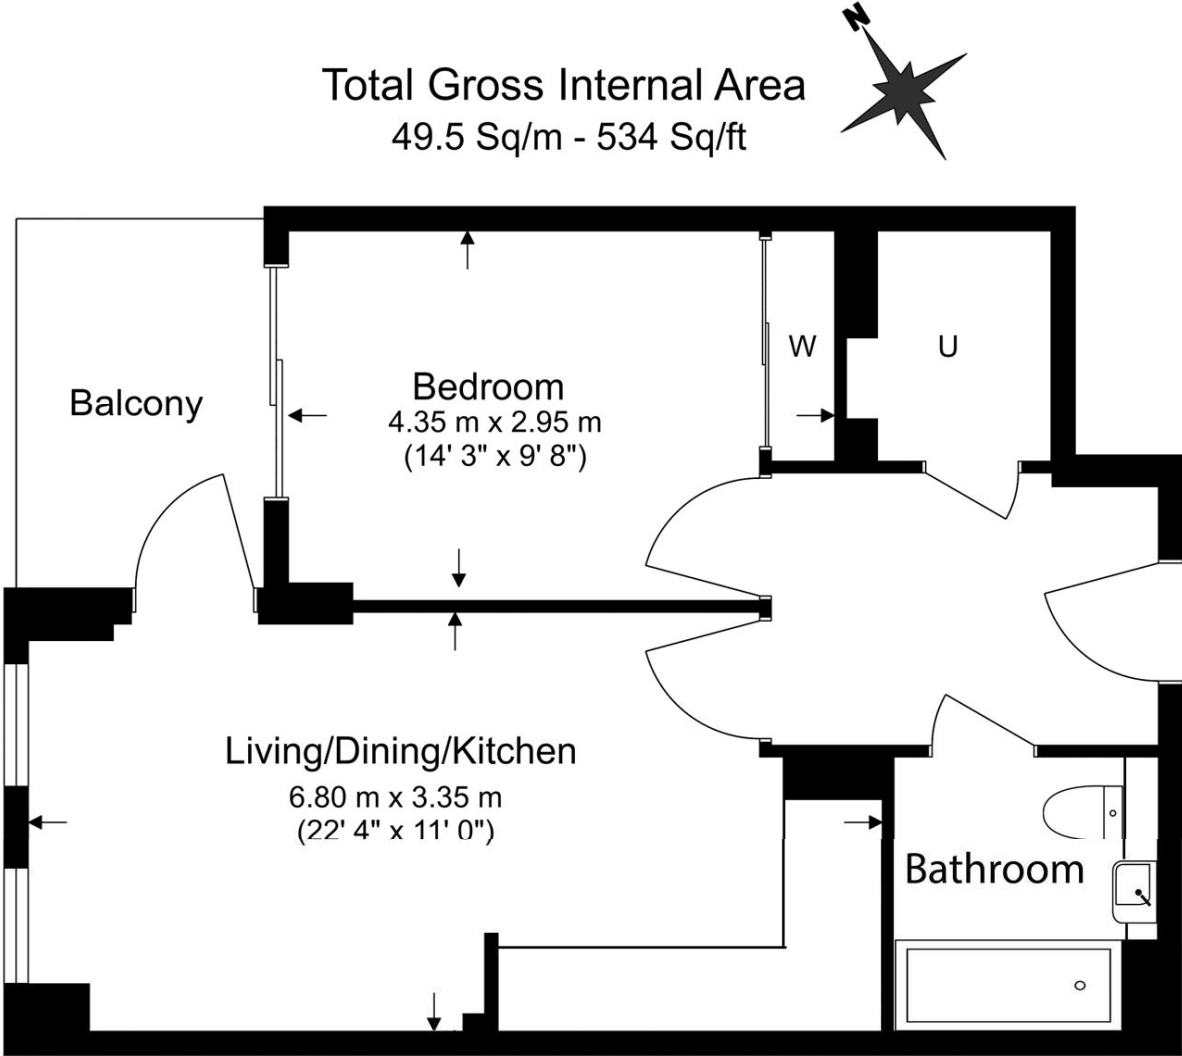 N
Total Gross Internal Area
49.5 Sq/m - 534 Sq/ft
W
U
Bedroom
Balcony
4.35 m x 2.95 m
(14' 3" x 9' 8")
Living/Dining/Kitchen
6.80 m x 3.35 m
(22' 4" x 11' 0")
Bathroom